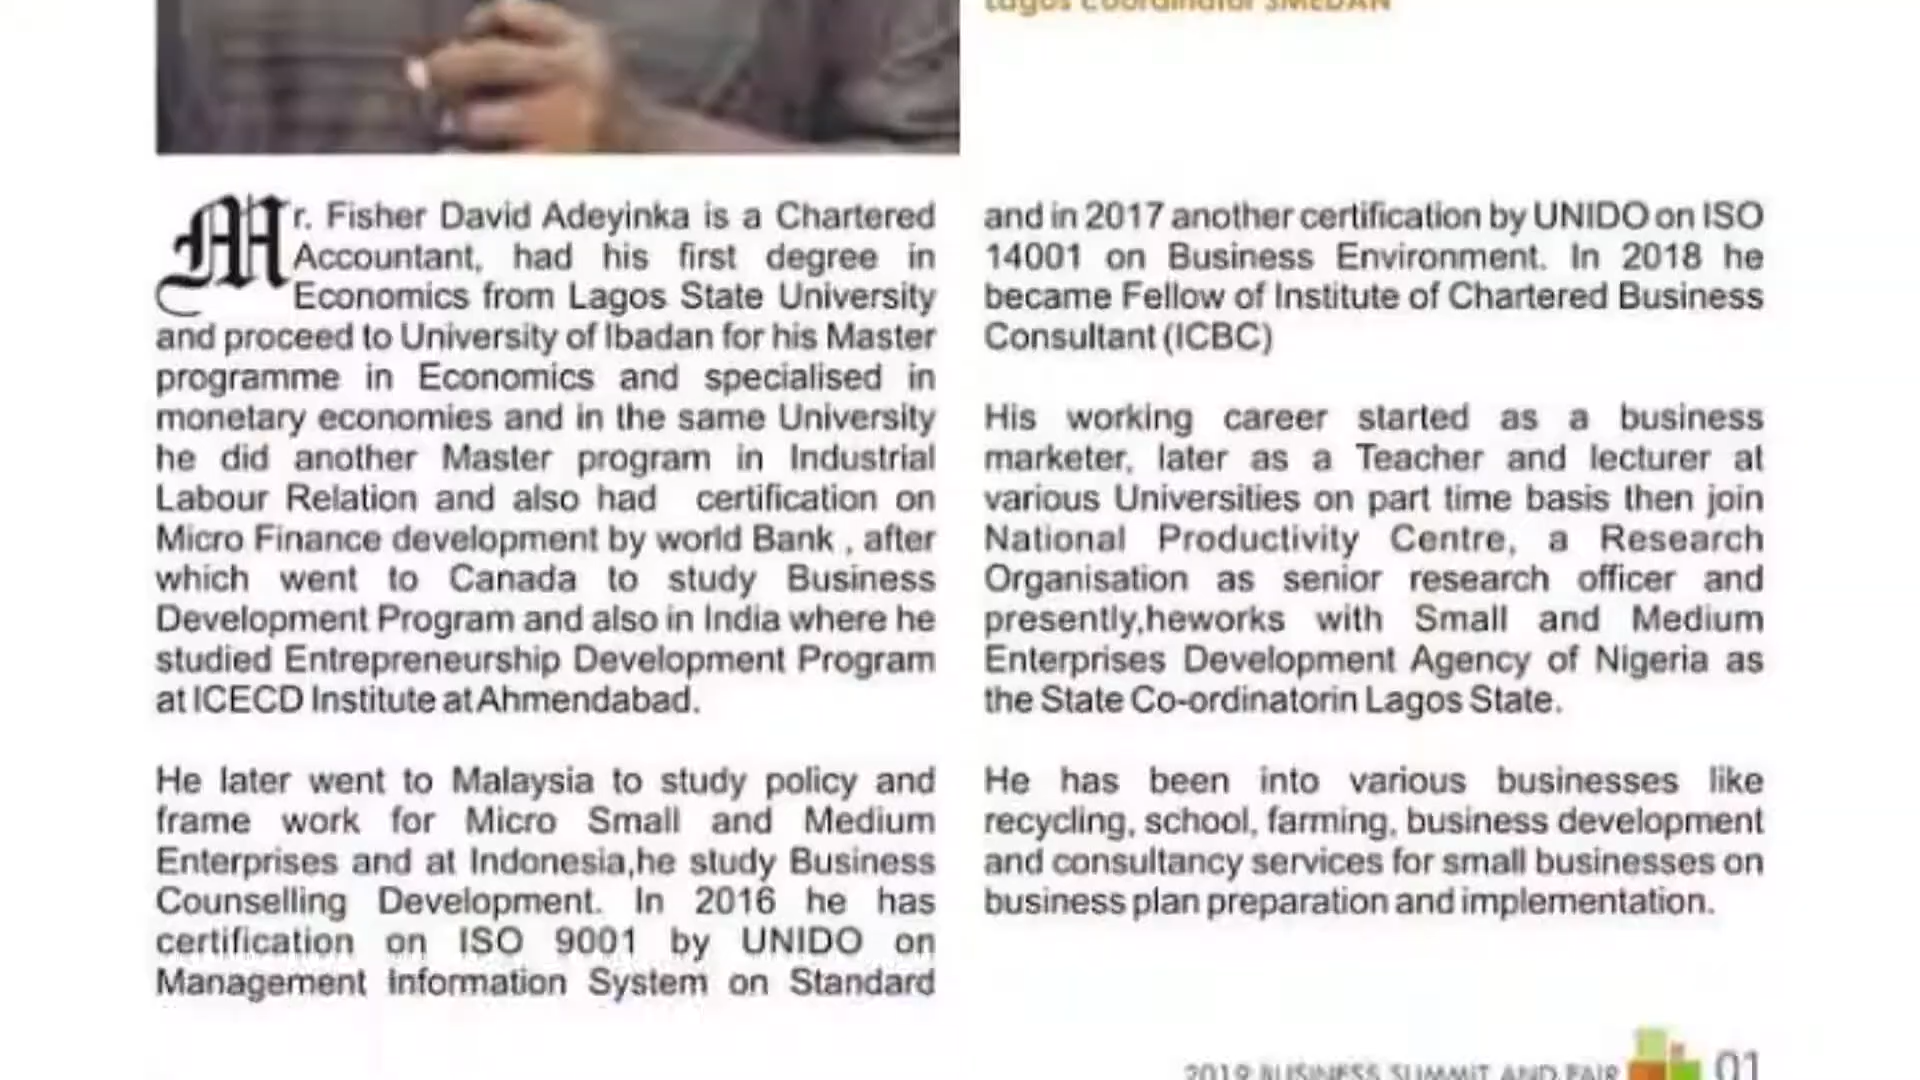 Lagos Coordinator SMEDAN
Mr. Fisher David Adeyinka is a Chartered
Accountant, had his first degree in
Economics from Lagos State University
and proceed to University of Ibadan for his Master
programme in Economics and specialised in
monetary economies and in the same University
he did another Master program in Industrial
Labour Relation and also had certification on
Micro Finance development by world Bank , after
which went to Canada to study Business
Development Program and also in India where he
studied Entrepreneurship Development Program
at ICECD Institute at Ahmendabad.
He later went to Malaysia to study policy and
frame work for Micro Small and Medium
Enterprises and at Indonesia,he study Business
Counselling Development. In 2016 he has
certification on ISO 9001 by UNIDO on
Management Information System on Standard
and in 2017 another certification by UNIDO on ISO
14001 on Business Environment. In 2018 he
became Fellow of Institute of Chartered Business
Consultant (ICBC)
His working career started as a business
marketer, later as a Teacher and lecturer at
various Universities on part time basis then join
National Productivity Centre, a Research
Organisation as senior research officer and
presently,heworks with Small and Medium
Enterprises Development Agency of Nigeria as
the State Co-ordinatorin Lagos State.
He has been into various businesses like
recycling, school, farming, business development
and consultancy services for small businesses on
business plan preparation and implementation.
2019 BUSINESS SUMMIT AND FAIR 01